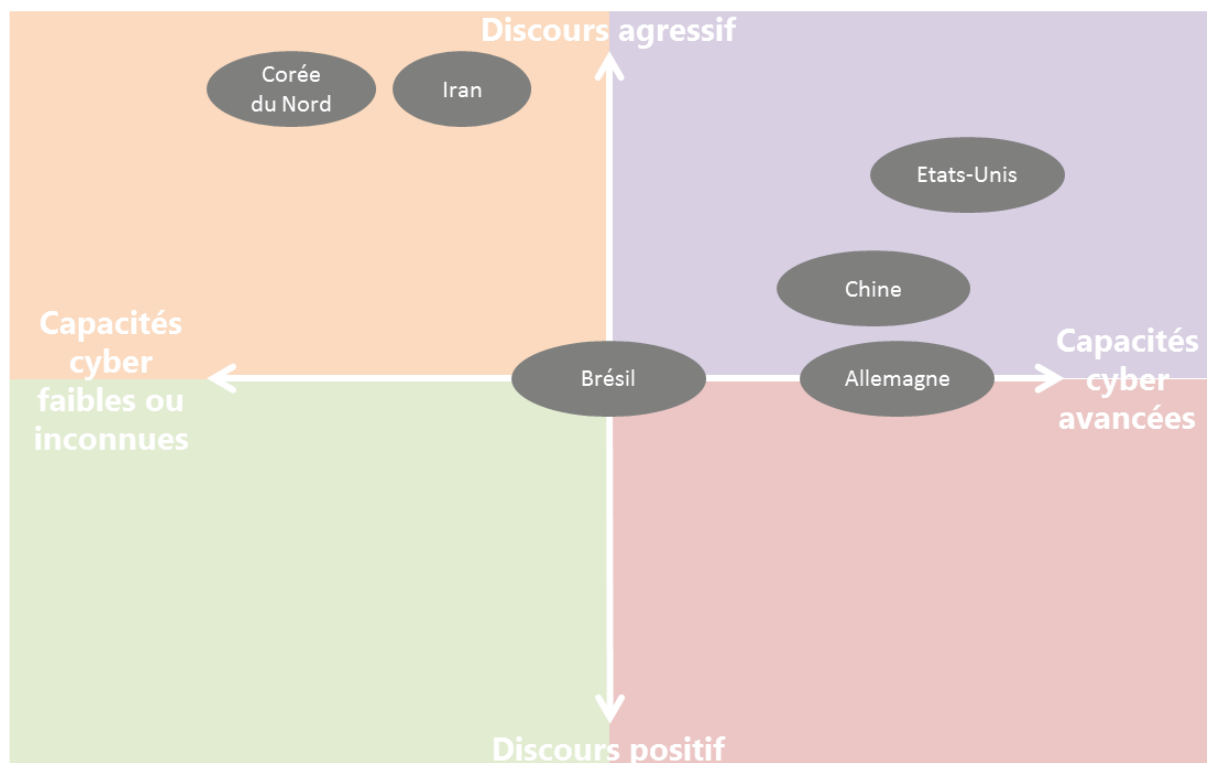 Discours agressif
Corée
du Nord
Iran
Etats-Unis
Chine
Capacités
cyber
faibles ou
inconnues
Brésil
Allemagne
Capacités
cyber
avancées
Discours positif